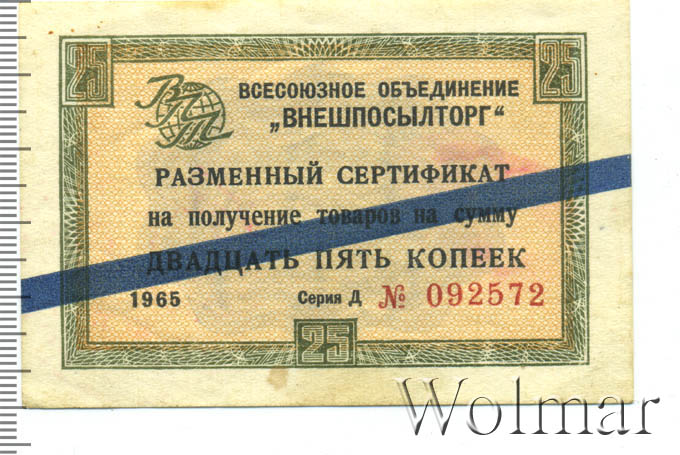 25 25
ВПТ
ВСЕСОЮЗНОЕ ОБЪЕДИНЕНИЕ
„ВНЕШПОСЫЛТОРГ“
РАЗМЕННЫЙ СЕРТИФИКАТ
на получение товаров на сумму
ДВАДЦАТЬ ПЯТЬ КОПЕЕК
1965 Серия Д № 092572
25
Wolmar